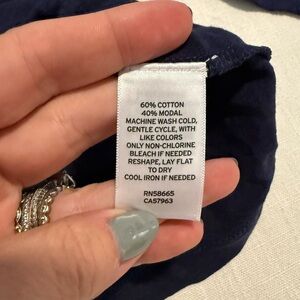 60% COTTON
40% MODAL
MACHINE WASH COLD,
GENTLE CYCLE, WITH
LIKE COLORS
ONLY NON-CHLORINE
BLEACH IF NEEDED
RESHAPE, LAY FLAT
TO DRY
COOL IRON IF NEEDED
RN58665
CA57963